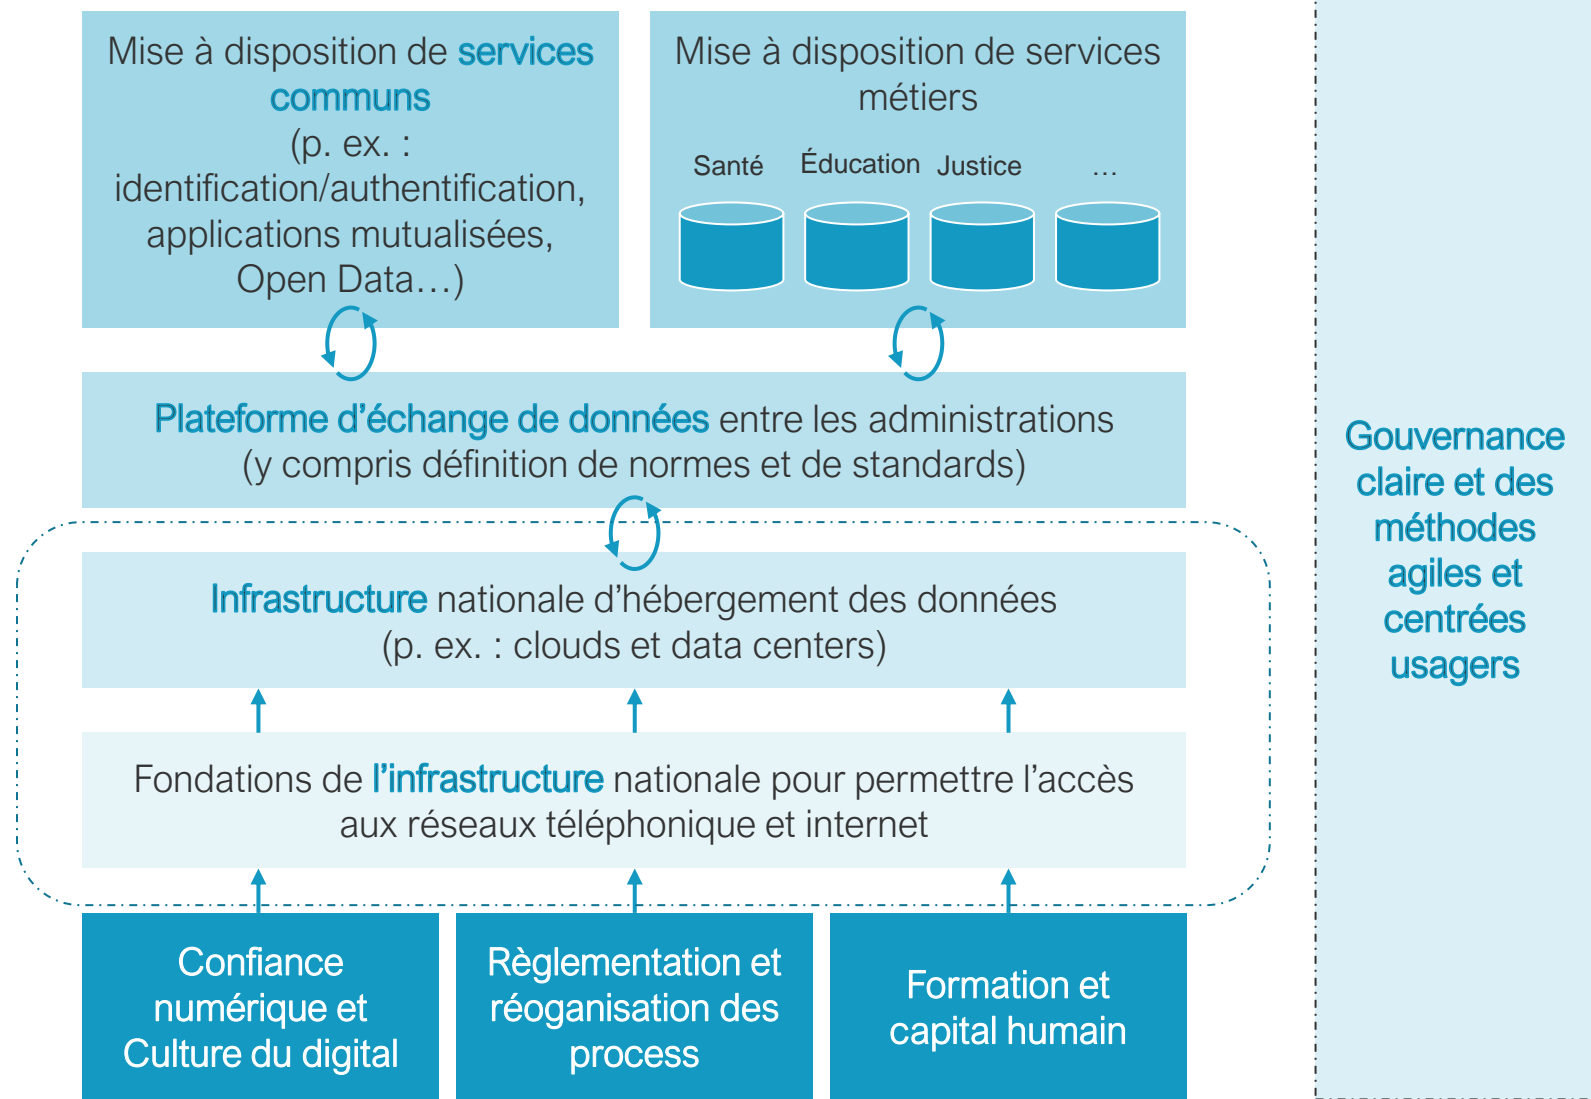 Mise à disposition de services
communs
(p. ex. :
identification/authentification,
applications mutualisées,
Open Data…)
Mise à disposition de services
métiers
Santé Éducation Justice …
Plateforme d'échange de données entre les administrations
(y compris définition de normes et de standards)
Infrastructure nationale d'hébergement des données
(p. ex. : clouds et data centers)
Fondations de l'infrastructure nationale pour permettre l'accès
aux réseaux téléphonique et internet
Confiance
numérique et
Culture du digital
Règlementation et
réoganisation des
process
Formation et
capital humain
Gouvernance
claire et des
méthodes
agiles et
centrées
usagers